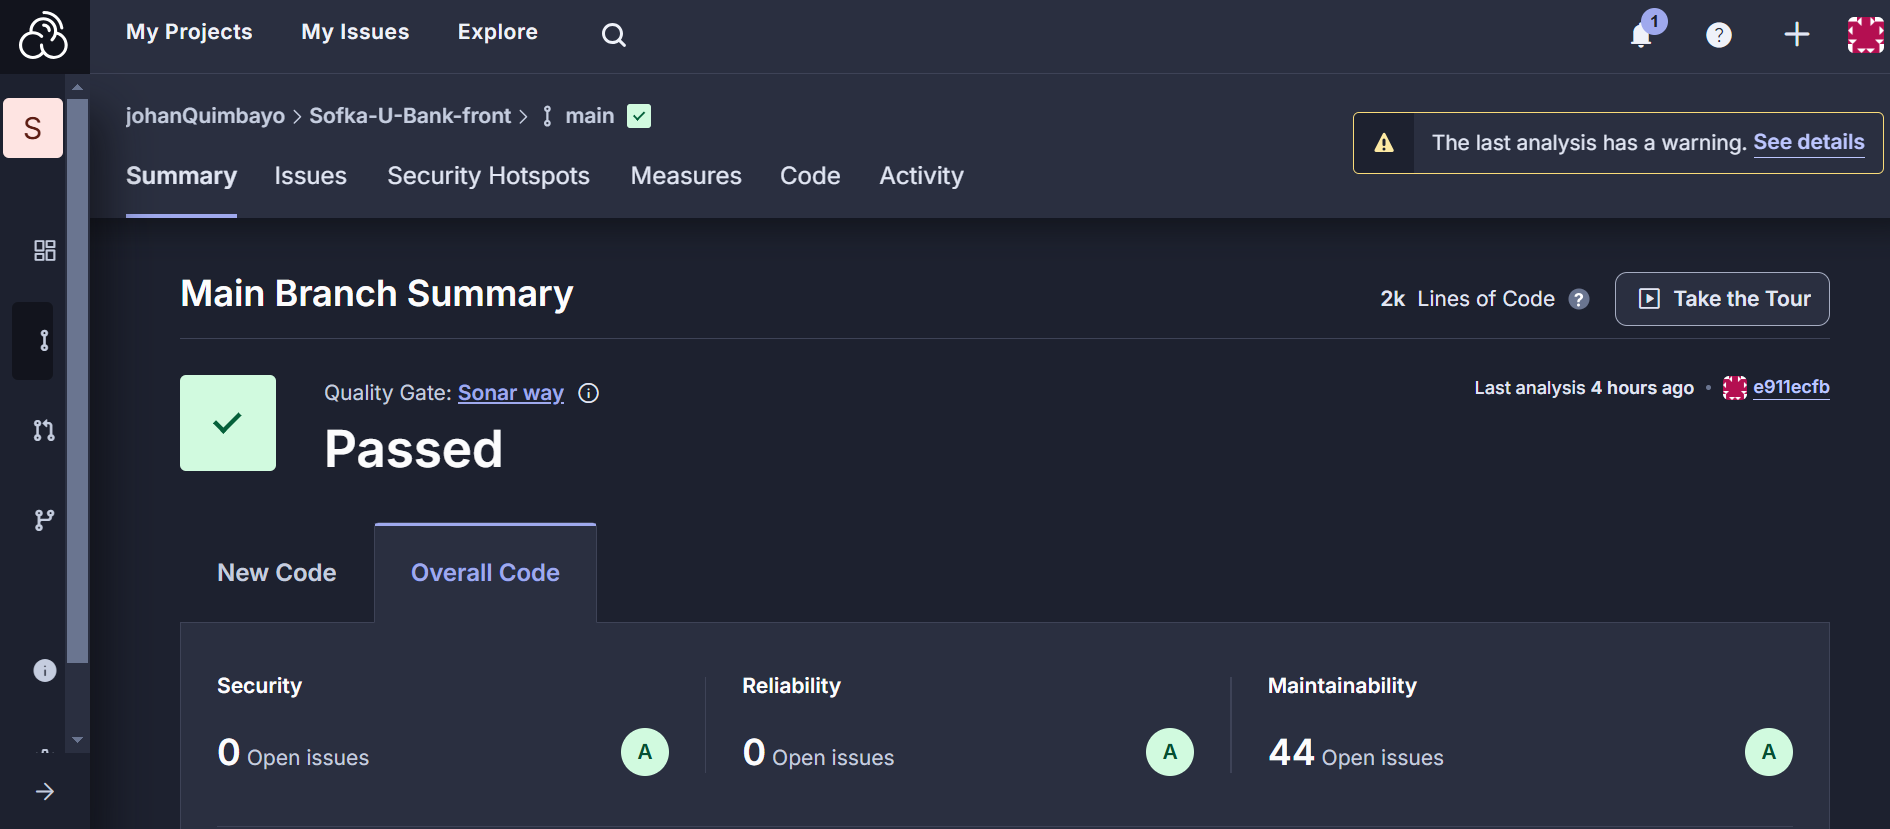 My Projects My Issues Explore
1
?
S
johanQuimbayo > Sofka-U-Bank-front > main
The last analysis has a warning. See details
Summary Issues Security Hotspots Measures Code Activity
Main Branch Summary
2k Lines of Code ? Take the Tour
Quality Gate: Sonar way
Passed
Last analysis 4 hours ago • e911ecfb
New Code Overall Code
Security
0 Open issues A
Reliability
0 Open issues A
Maintainability
44 Open issues A